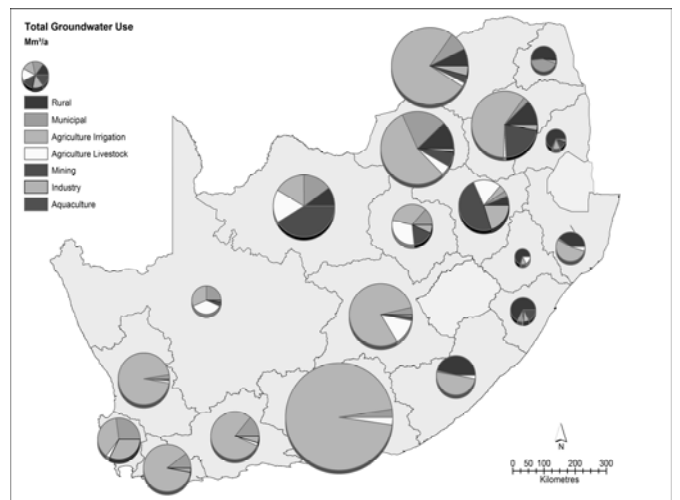 Total Groundwater Use
Mm³/a
Rural
Municipal
Agriculture Irrigation
Agriculture Livestock
Mining
Industry
Aquaculture
N
0 50 100 200 300
Kilometres